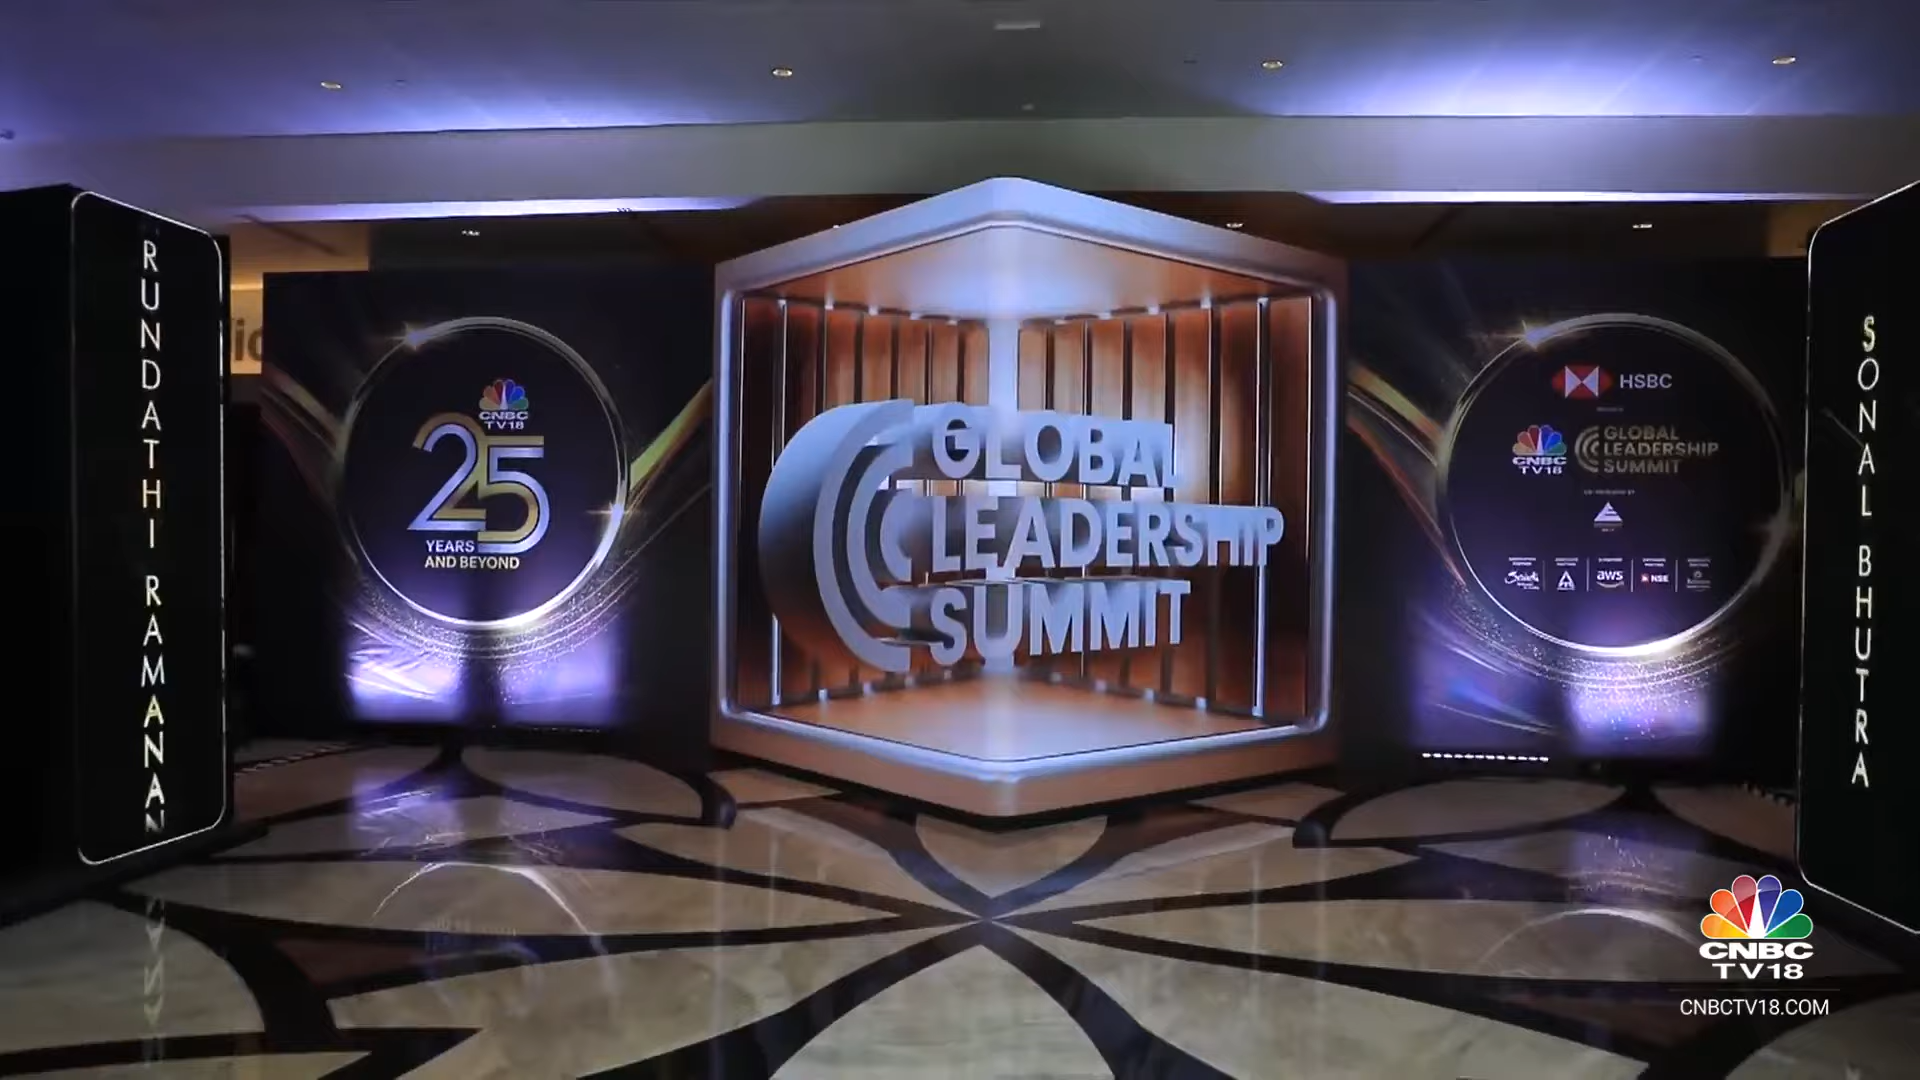 RUNDATHI RAMANAN
CNBC
TV18
25
YEARS
AND BEYOND
GLOBAL
LEADERSHIP
SUMMIT
HSBC
CNBC
TV18
GLOBAL
LEADERSHIP
SUMMIT
aws
NSE
SONAL BHUTRA
CNBC
TV18
CNBCTV18.COM